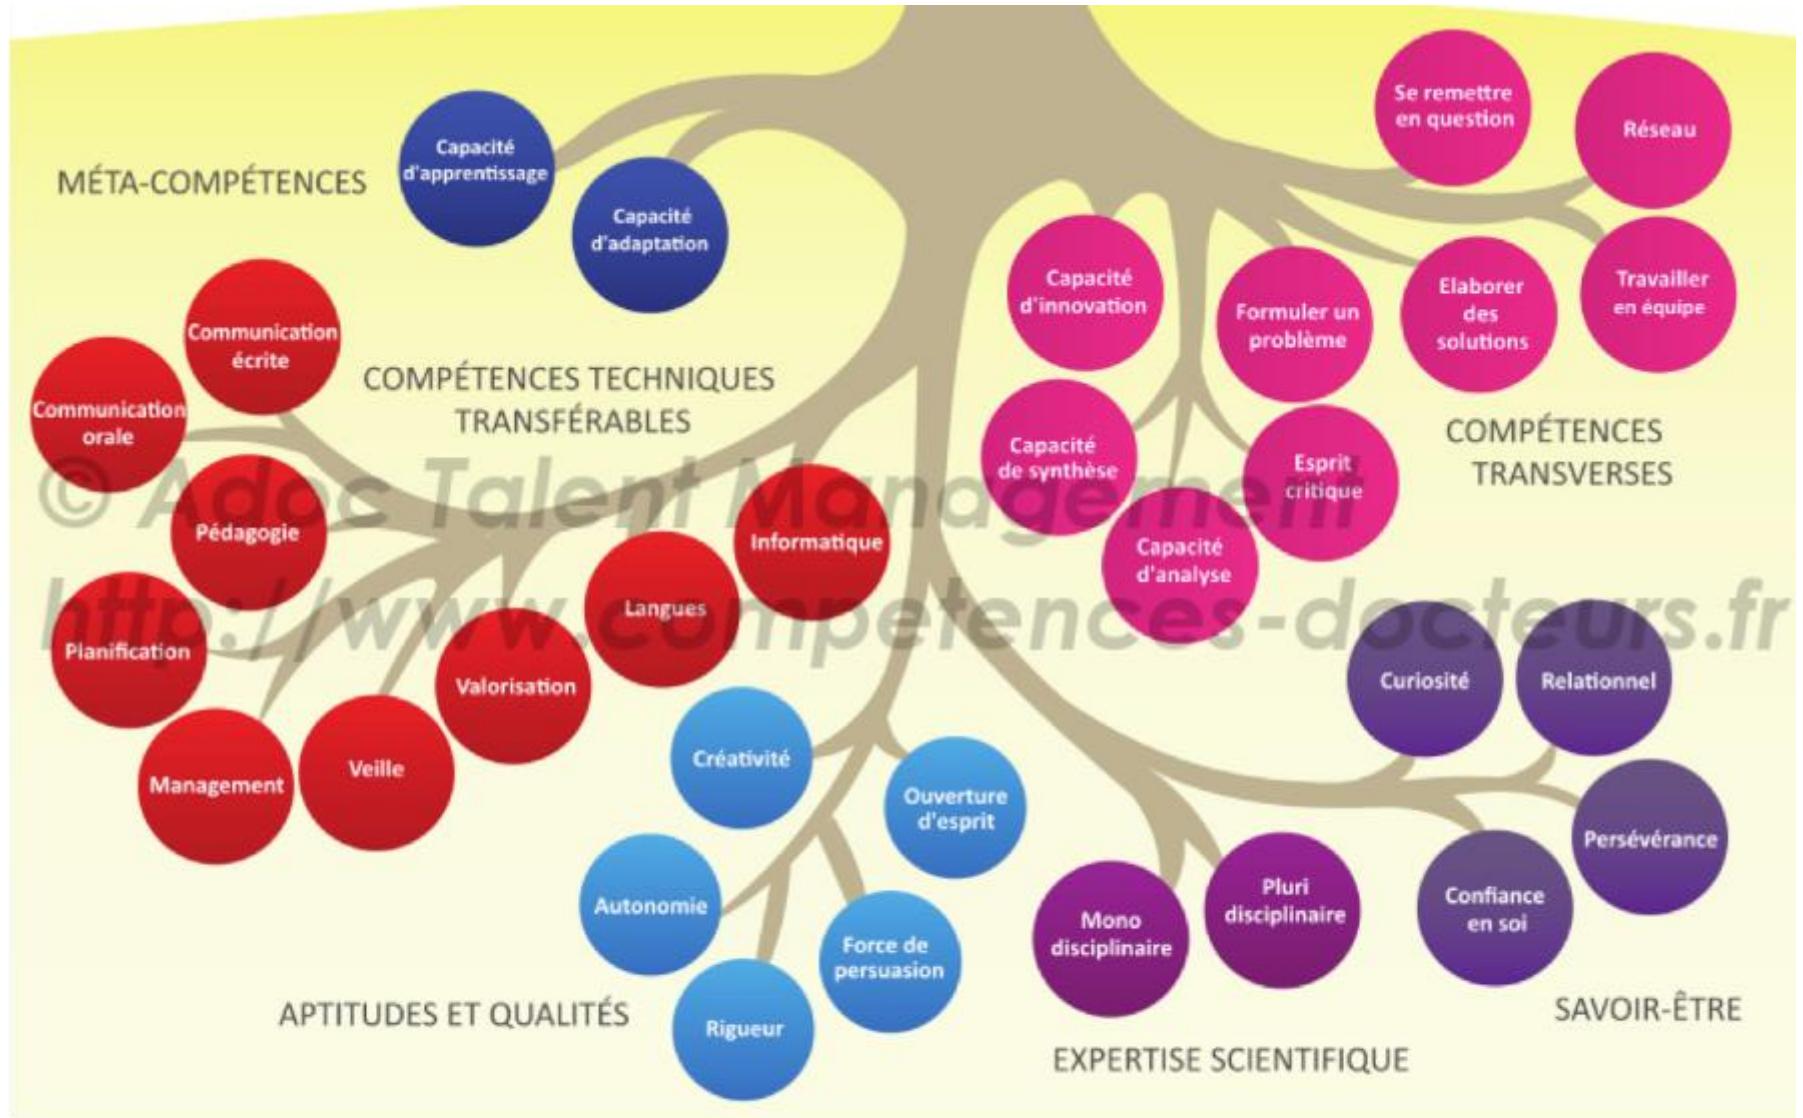 MÉTA-COMPÉTENCES
Capacité
d'apprentissage
Capacité
d'adaptation
COMPÉTENCES TECHNIQUES
TRANSFÉRABLES
Communication
écrite
Communication
orale
Pédagogie
Planification
Management
Veille
Valorisation
Langues
Informatique
APTITUDES ET QUALITÉS
Créativité
Ouverture
d'esprit
Autonomie
Force de
persuasion
Rigueur
COMPÉTENCES
TRANSVERSES
Se remettre
en question
Réseau
Travailler
en équipe
Elaborer
des
solutions
Formuler un
problème
Capacité
d'innovation
Capacité
de synthèse
Capacité
d'analyse
Esprit
critique
EXPERTISE SCIENTIFIQUE
Mono
disciplinaire
Pluri
disciplinaire
SAVOIR-ÊTRE
Curiosité
Relationnel
Persévérance
Confiance
en soi
© Adoc Talent Management
http://www.competences-docteurs.fr